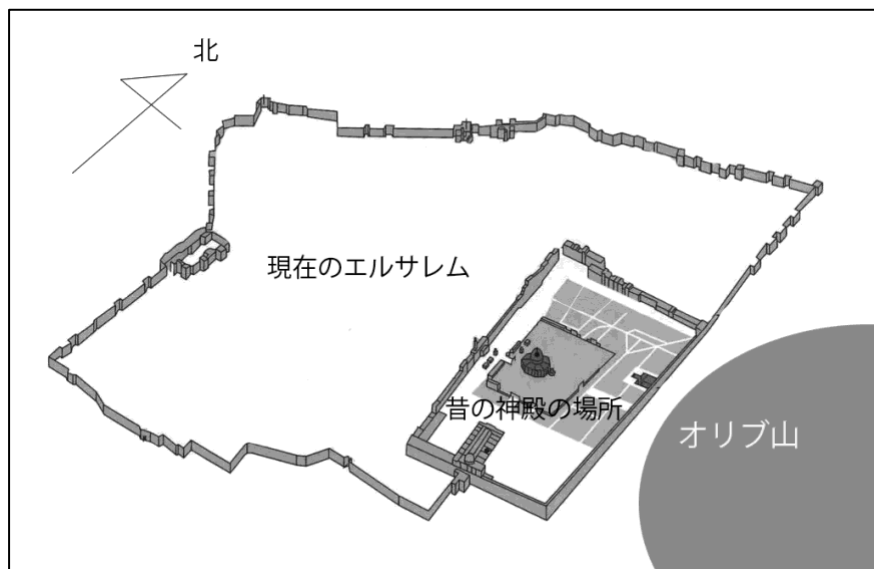 北
現在のエルサレム
昔の神殿の場所
オリブ山